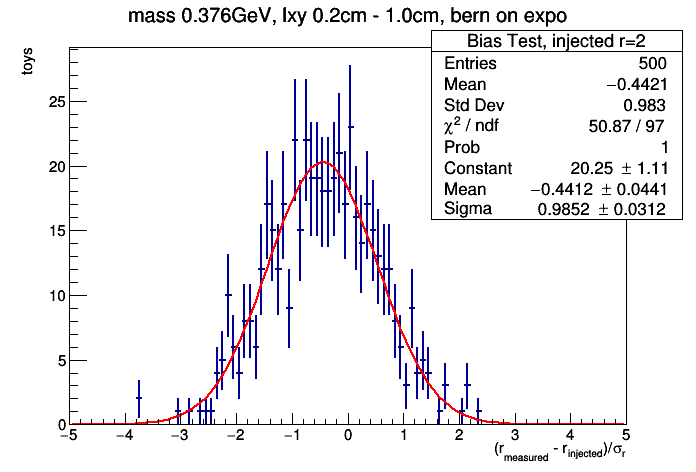 mass 0.376GeV, lxy 0.2cm - 1.0cm, bern on expo
toys
Bias Test, injected r=2
Entries 500
Mean −0.4421
Std Dev 0.983
χ² / ndf 50.87 / 97
Prob 1
Constant 20.25 ± 1.11
Mean −0.4412 ± 0.0441
Sigma 0.9852 ± 0.0312
25
20
15
10
5
0
−5 −4 −3 −2 −1 0 1 2 3 4 5
(r_measured - r_injected)/σ_r